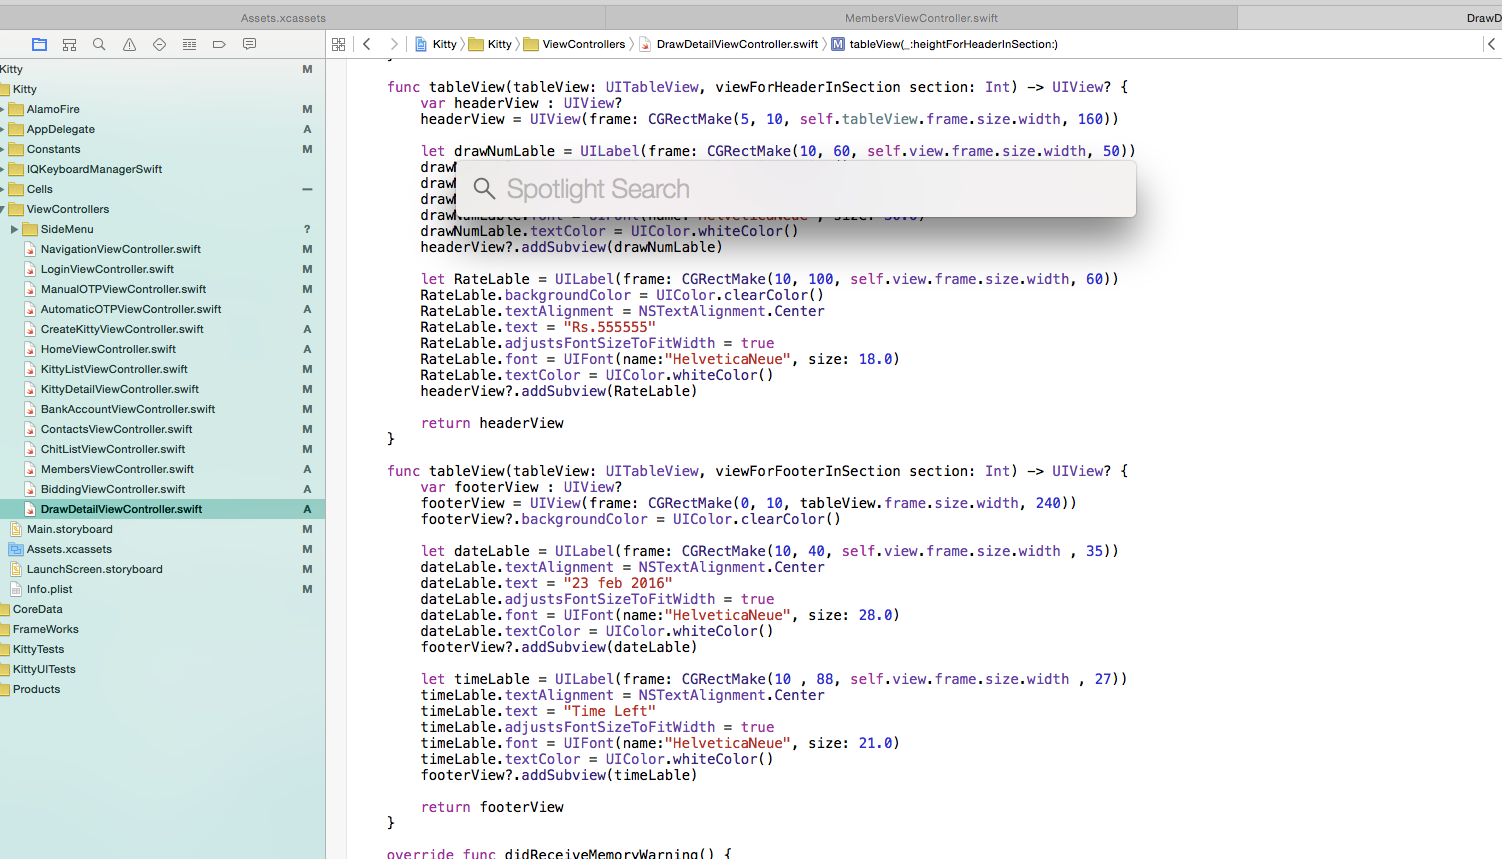 Assets.xcassets
MembersViewController.swift
DrawD
Kitty Kitty ViewControllers DrawDetailViewController.swift M tableView(_:heightForHeaderInSection:)
Kitty M
Kitty
AlamoFire M
AppDelegate A
Constants M
IQKeyboardManagerSwift
Cells –
ViewControllers
SideMenu ?
NavigationViewController.swift M
LoginViewController.swift M
ManualOTPViewController.swift M
AutomaticOTPViewController.swift A
CreateKittyViewController.swift A
HomeViewController.swift A
KittyListViewController.swift M
KittyDetailViewController.swift M
BankAccountViewController.swift M
ContactsViewController.swift M
ChitListViewController.swift M
MembersViewController.swift A
BiddingViewController.swift A
DrawDetailViewController.swift A
Main.storyboard M
Assets.xcassets M
LaunchScreen.storyboard M
Info.plist M
CoreData
FrameWorks
KittyTests
KittyUITests
Products
func tableView(tableView: UITableView, viewForHeaderInSection section: Int) -> UIView? {
var headerView : UIView?
headerView = UIView(frame: CGRectMake(5, 10, self.tableView.frame.size.width, 160))
let drawNumLable = UILabel(frame: CGRectMake(10, 60, self.view.frame.size.width, 50))
draw
Spotlight Search
draw
draw
drawNumLable.font = UIFont(name:"HelveticaNeue", size:
drawNumLable.textColor = UIColor.whiteColor()
headerView?.addSubview(drawNumLable)
let RateLable = UILabel(frame: CGRectMake(10, 100, self.view.frame.size.width, 60))
RateLable.backgroundColor = UIColor.clearColor()
RateLable.textAlignment = NSTextAlignment.Center
RateLable.text = "Rs.555555"
RateLable.adjustsFontSizeToFitWidth = true
RateLable.font = UIFont(name:"HelveticaNeue", size: 18.0)
RateLable.textColor = UIColor.whiteColor()
headerView?.addSubview(RateLable)
return headerView
}
func tableView(tableView: UITableView, viewForFooterInSection section: Int) -> UIView? {
var footerView : UIView?
footerView = UIView(frame: CGRectMake(0, 10, tableView.frame.size.width, 240))
footerView?.backgroundColor = UIColor.clearColor()
let dateLable = UILabel(frame: CGRectMake(10, 40, self.view.frame.size.width , 35))
dateLable.textAlignment = NSTextAlignment.Center
dateLable.text = "23 feb 2016"
dateLable.adjustsFontSizeToFitWidth = true
dateLable.font = UIFont(name:"HelveticaNeue", size: 28.0)
dateLable.textColor = UIColor.whiteColor()
footerView?.addSubview(dateLable)
let timeLable = UILabel(frame: CGRectMake(10 , 88, self.view.frame.size.width , 27))
timeLable.textAlignment = NSTextAlignment.Center
timeLable.text = "Time Left"
timeLable.adjustsFontSizeToFitWidth = true
timeLable.font = UIFont(name:"HelveticaNeue", size: 21.0)
timeLable.textColor = UIColor.whiteColor()
footerView?.addSubview(timeLable)
return footerView
}
override func didReceiveMemoryWarning() {